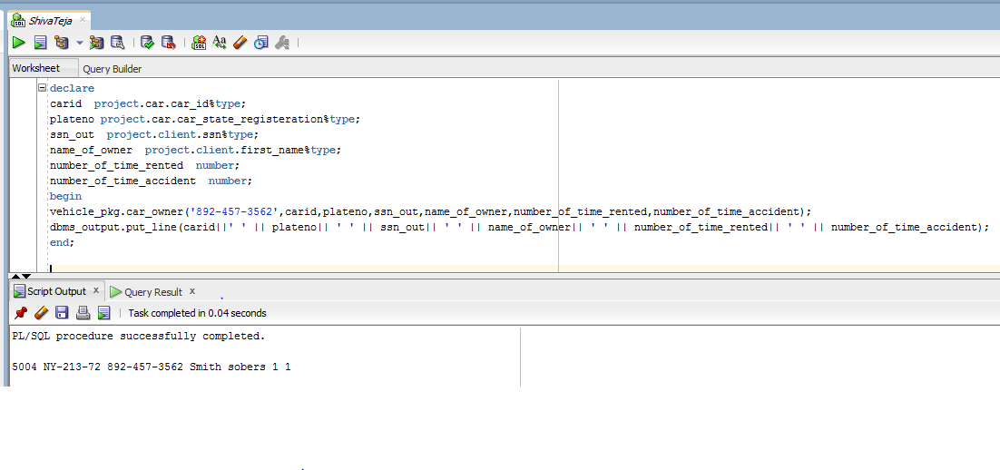 ShivaTeja
Worksheet Query Builder
declare
carid  project.car.car_id%type;
plateno project.car.car_state_registeration%type;
ssn_out  project.client.ssn%type;
name_of_owner  project.client.first_name%type;
number_of_time_rented  number;
number_of_time_accident  number;
begin
vehicle_pkg.car_owner('892-457-3562',carid,plateno,ssn_out,name_of_owner,number_of_time_rented,number_of_time_accident);
dbms_output.put_line(carid||' ' || plateno|| ' ' || ssn_out|| ' ' || name_of_owner|| ' ' || number_of_time_rented|| ' ' || number_of_time_accident);
end;
Script Output x Query Result x
Task completed in 0.04 seconds
PL/SQL procedure successfully completed.
5004 NY-213-72 892-457-3562 Smith sobers 1 1